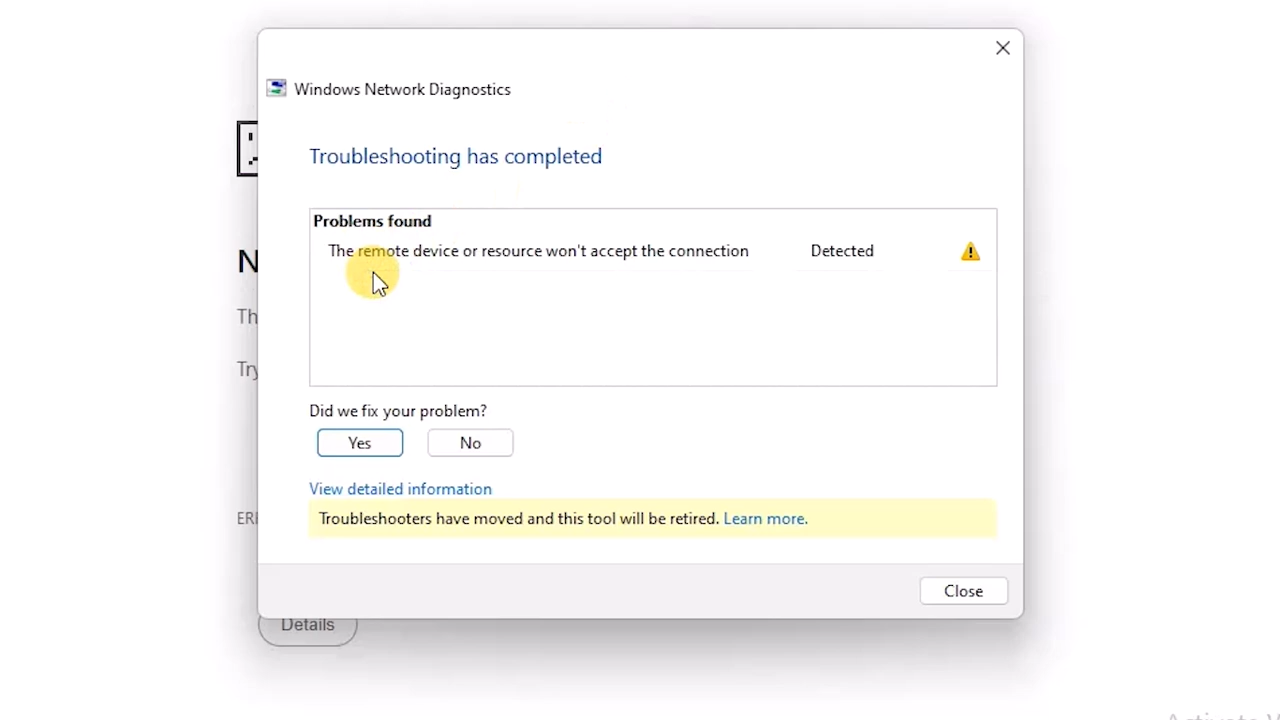 Windows Network Diagnostics
Troubleshooting has completed
Problems found
The remote device or resource won't accept the connection Detected
Did we fix your problem?
Yes No
View detailed information
Troubleshooters have moved and this tool will be retired. Learn more.
Close
Details